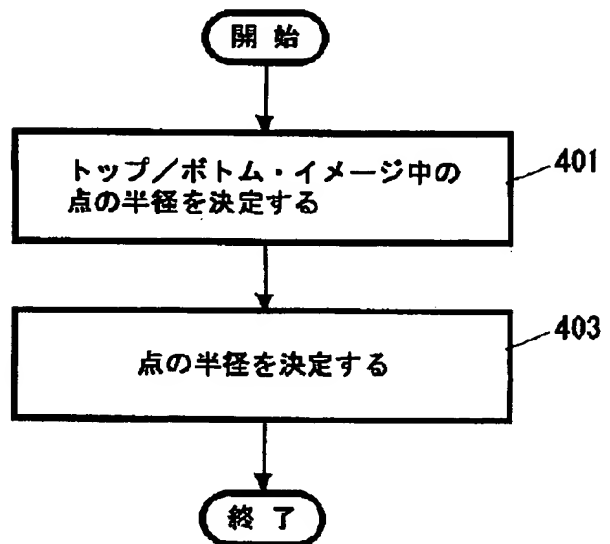 開始
トップ/ボトム・イメージ中の
点の半径を決定する
401
点の半径を決定する
403
終了